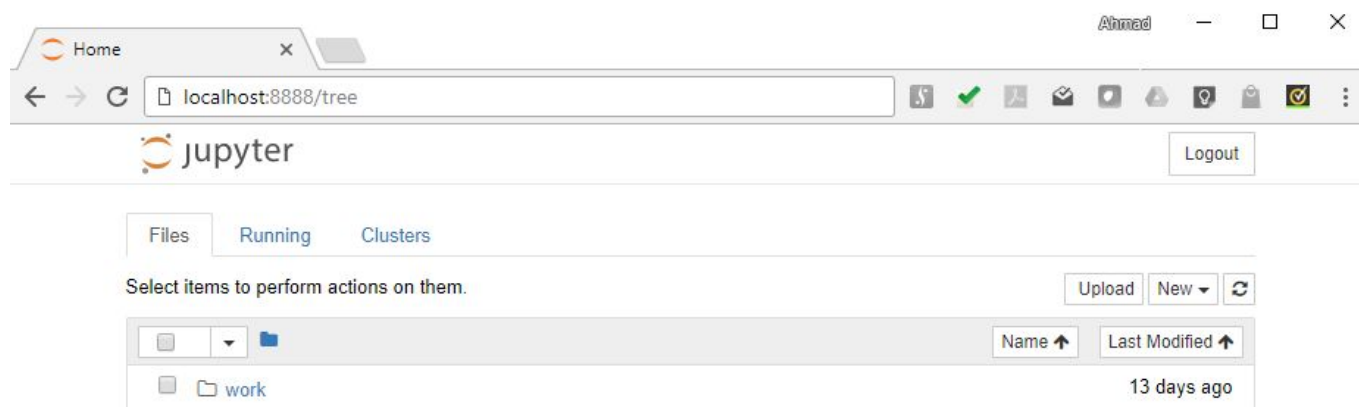 Ahmad
Home
localhost:8888/tree
jupyter
Logout
Files Running Clusters
Select items to perform actions on them.
Upload New
Name Last Modified
work 13 days ago